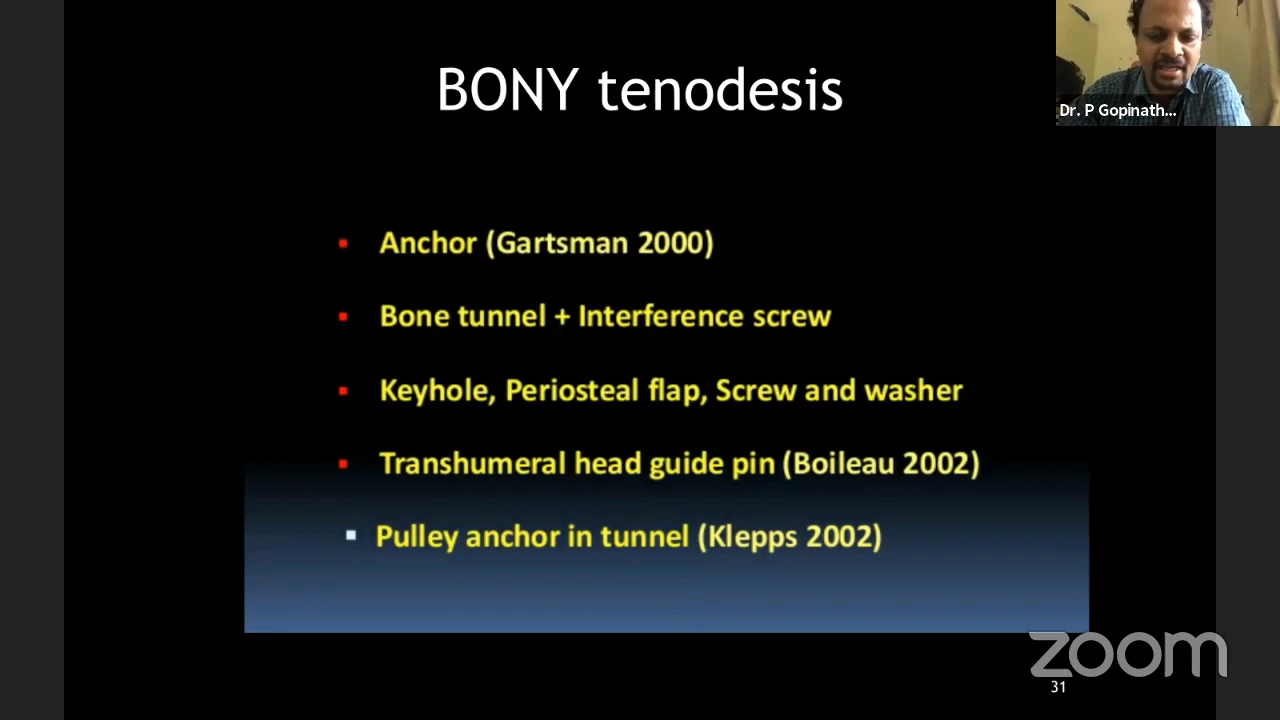 BONY tenodesis
Dr. P Gopinath...
Anchor (Gartsman 2000)
Bone tunnel + Interference screw
Keyhole, Periosteal flap, Screw and washer
Transhumeral head guide pin (Boileau 2002)
Pulley anchor in tunnel (Klepps 2002)
zoom
31